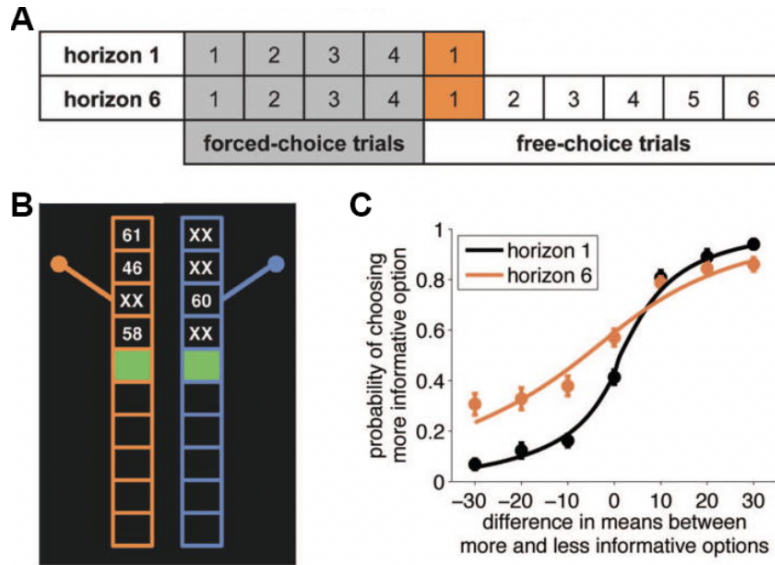 A
horizon 1 1 2 3 4 1
horizon 6 1 2 3 4 1 2 3 4 5 6
forced-choice trials free-choice trials
B
61 XX
46 XX
XX 60
58 XX
C
probability of choosing
more informative option
1
0.8
0.6
0.4
0.2
0
horizon 1
horizon 6
−30 −20 −10 0 10 20 30
difference in means between
more and less informative options